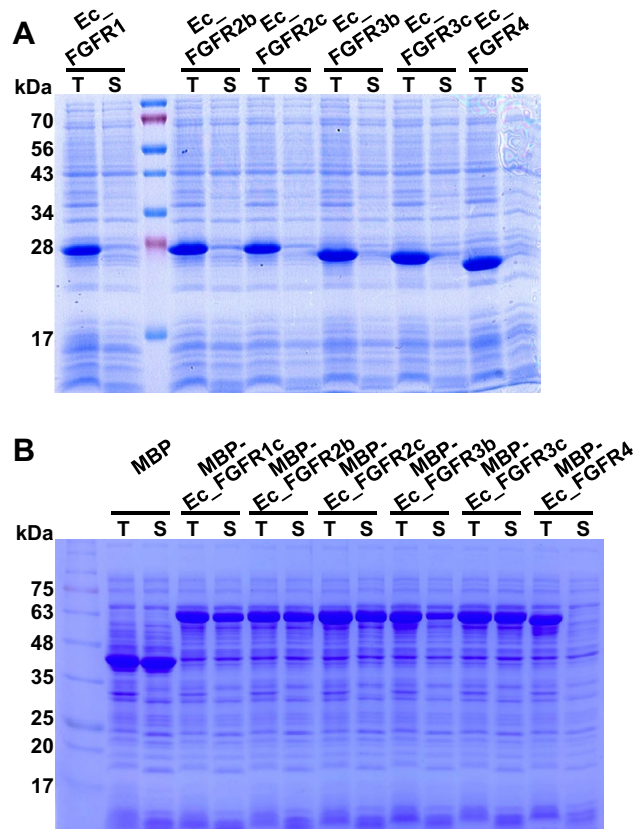 A
Ec_
FGFR1
Ec_
FGFR2b
Ec_
FGFR2c
Ec_
FGFR3b
Ec_
FGFR3c
Ec_
FGFR4
T S T S T S T S T S T S
kDa
70
56
43
34
28
17
B
MBP
MBP-
Ec_FGFR1c
MBP-
Ec_FGFR2b
MBP-
Ec_FGFR2c
MBP-
Ec_FGFR3b
MBP-
Ec_FGFR3c
MBP-
Ec_FGFR4
T S T S T S T S T S T S T S
kDa
75
63
48
35
25
20
17